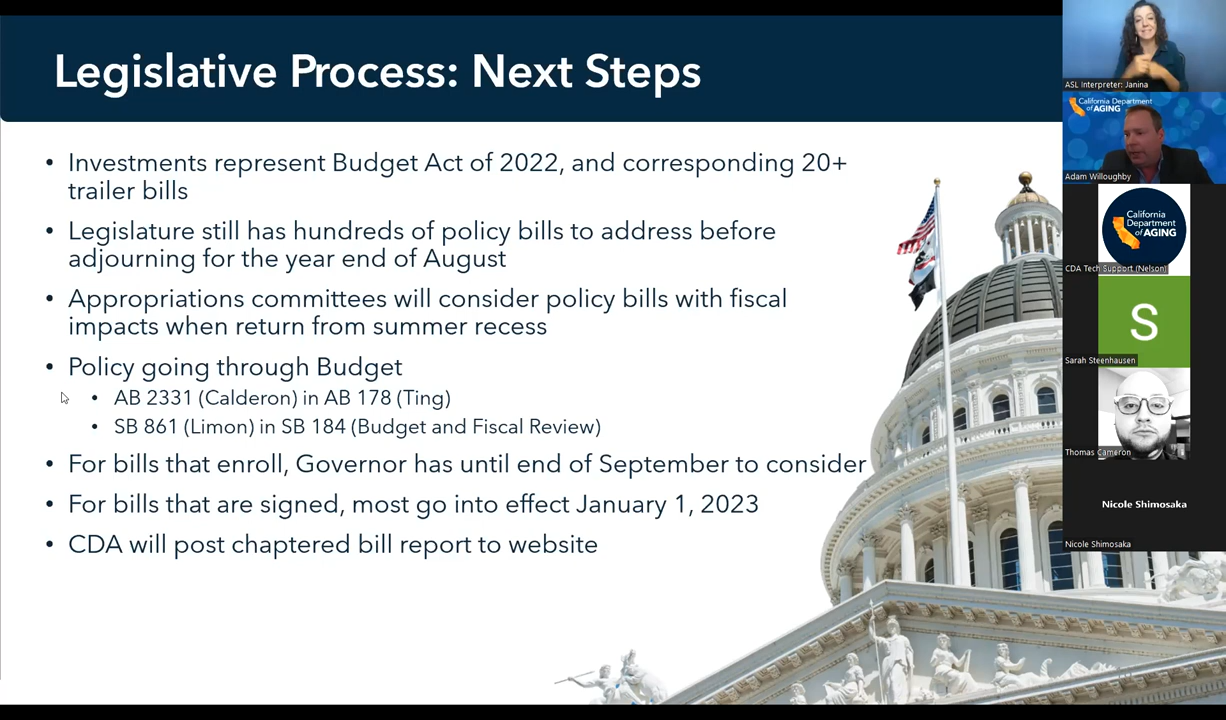 Legislative Process: Next Steps
• Investments represent Budget Act of 2022, and corresponding 20+
trailer bills
• Legislature still has hundreds of policy bills to address before
adjourning for the year end of August
• Appropriations committees will consider policy bills with fiscal
impacts when return from summer recess
• Policy going through Budget
• AB 2331 (Calderon) in AB 178 (Ting)
• SB 861 (Limon) in SB 184 (Budget and Fiscal Review)
• For bills that enroll, Governor has until end of September to consider
• For bills that are signed, most go into effect January 1, 2023
• CDA will post chaptered bill report to website
ASL Interpreter: Janina
California Department
of AGING
Adam Willoughby
California
Department
of AGING
CDA Tech Support (Nelson)
S
Sarah Steenhausen
Thomas Cameron
Nicole Shimosaka
Nicole Shimosaka